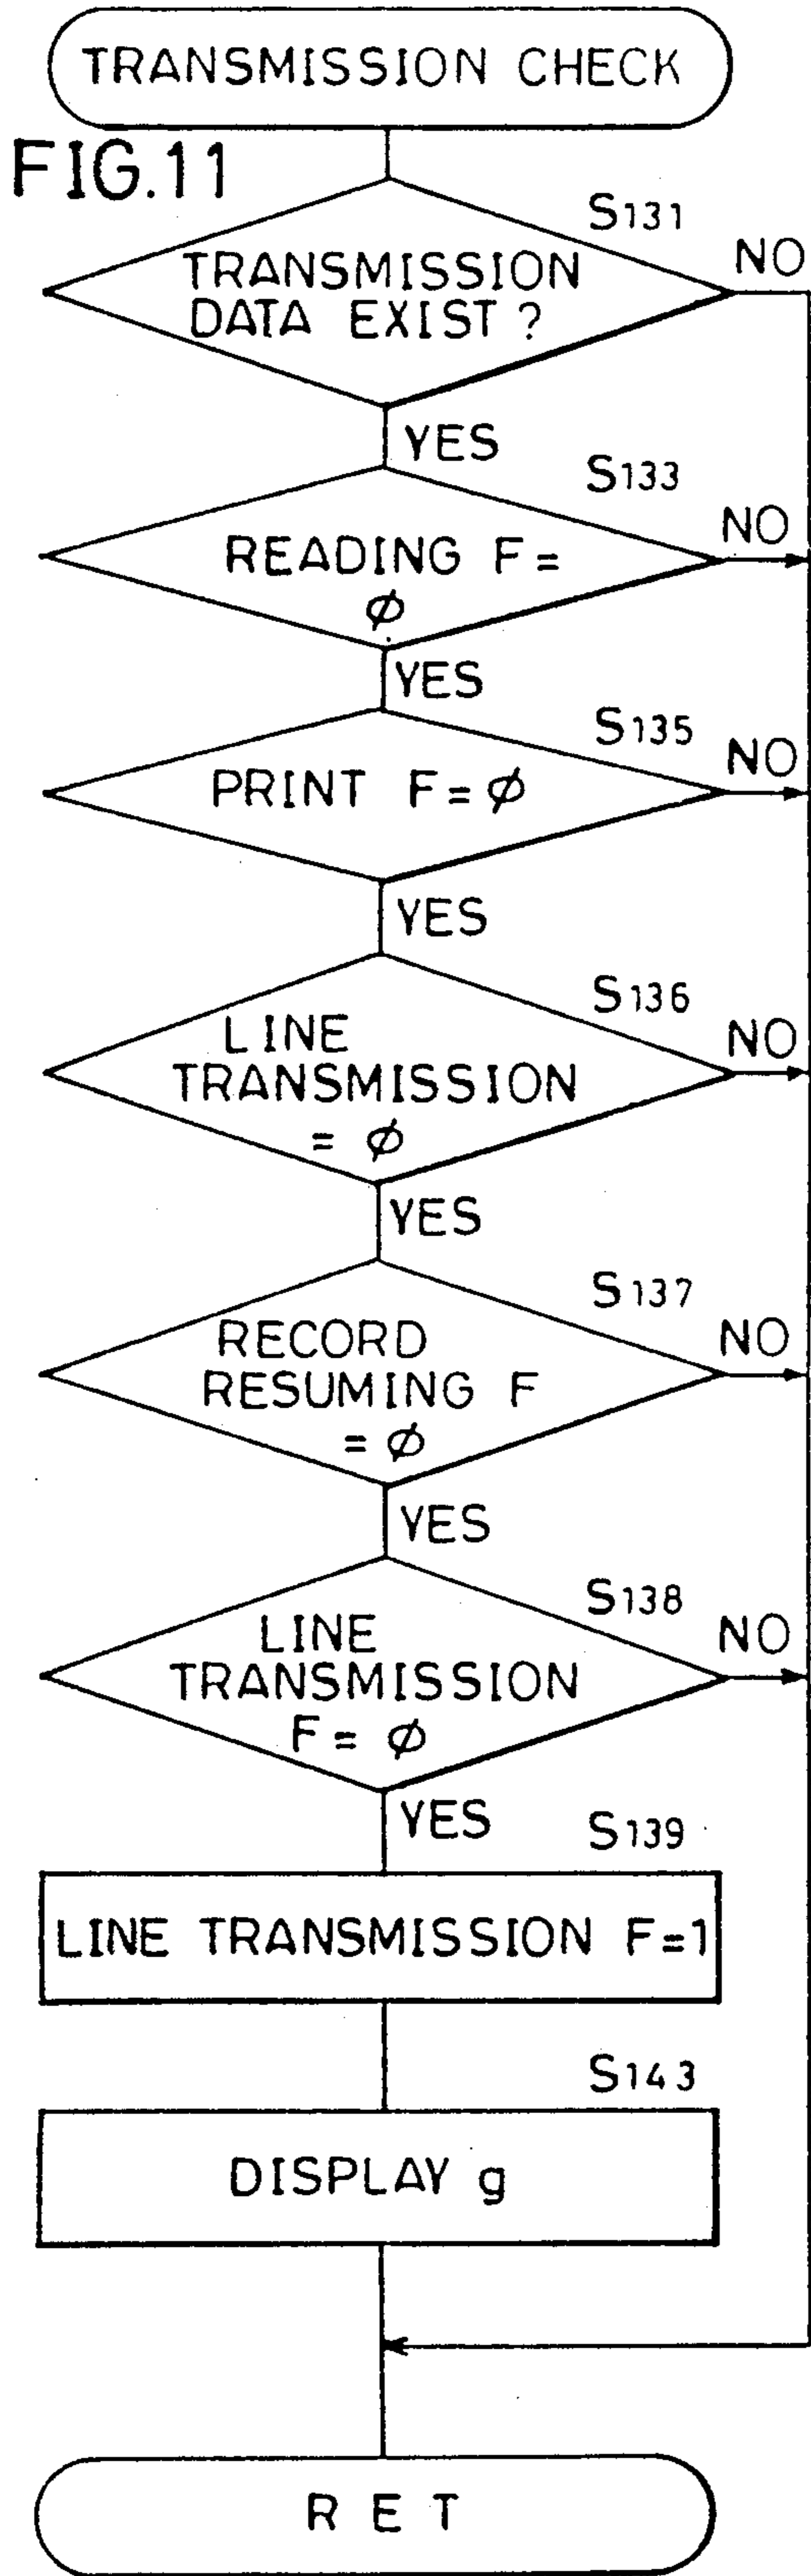 TRANSMISSION CHECK
FIG.11
S131
TRANSMISSION
DATA EXIST?
NO
YES
S133
READING F=
φ
NO
YES
S135
PRINT F=φ
NO
YES
S136
LINE
TRANSMISSION
= φ
NO
YES
S137
RECORD
RESUMING F
= φ
NO
YES
S138
LINE
TRANSMISSION
F= φ
NO
YES
S139
LINE TRANSMISSION F=1
S143
DISPLAY g
RET